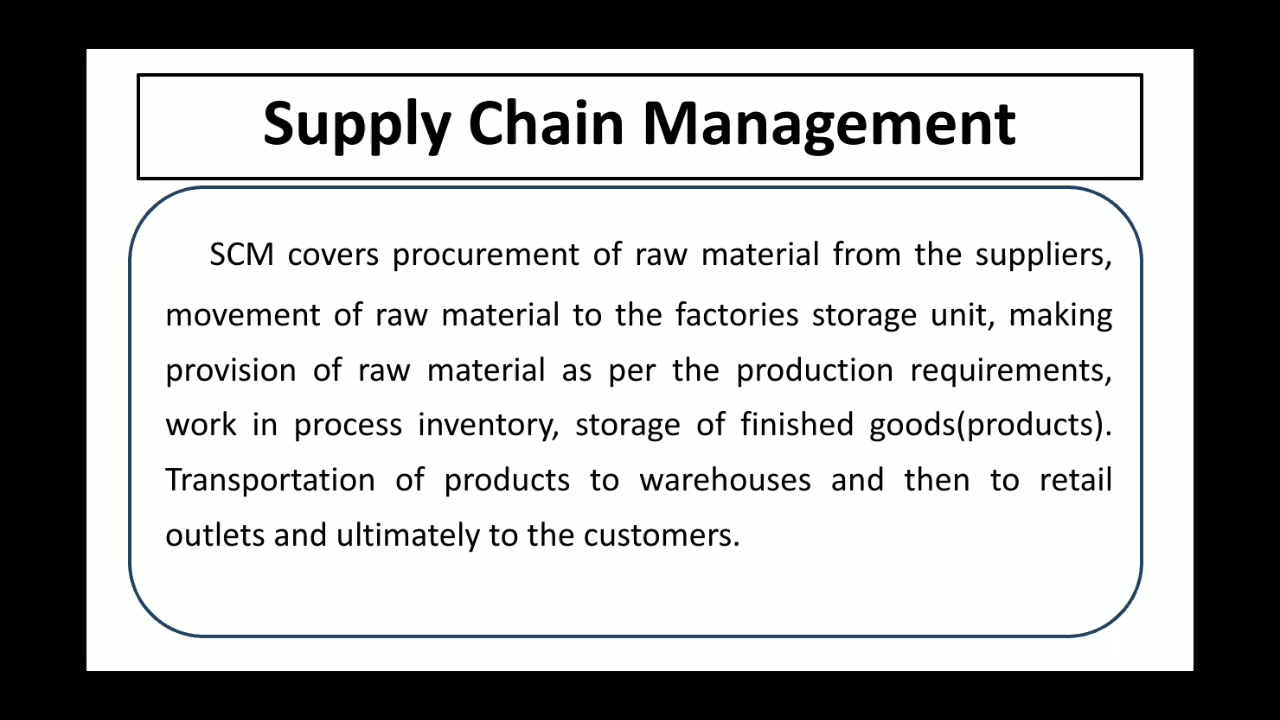 Supply Chain Management
SCM covers procurement of raw material from the suppliers,
movement of raw material to the factories storage unit, making
provision of raw material as per the production requirements,
work in process inventory, storage of finished goods(products).
Transportation of products to warehouses and then to retail
outlets and ultimately to the customers.